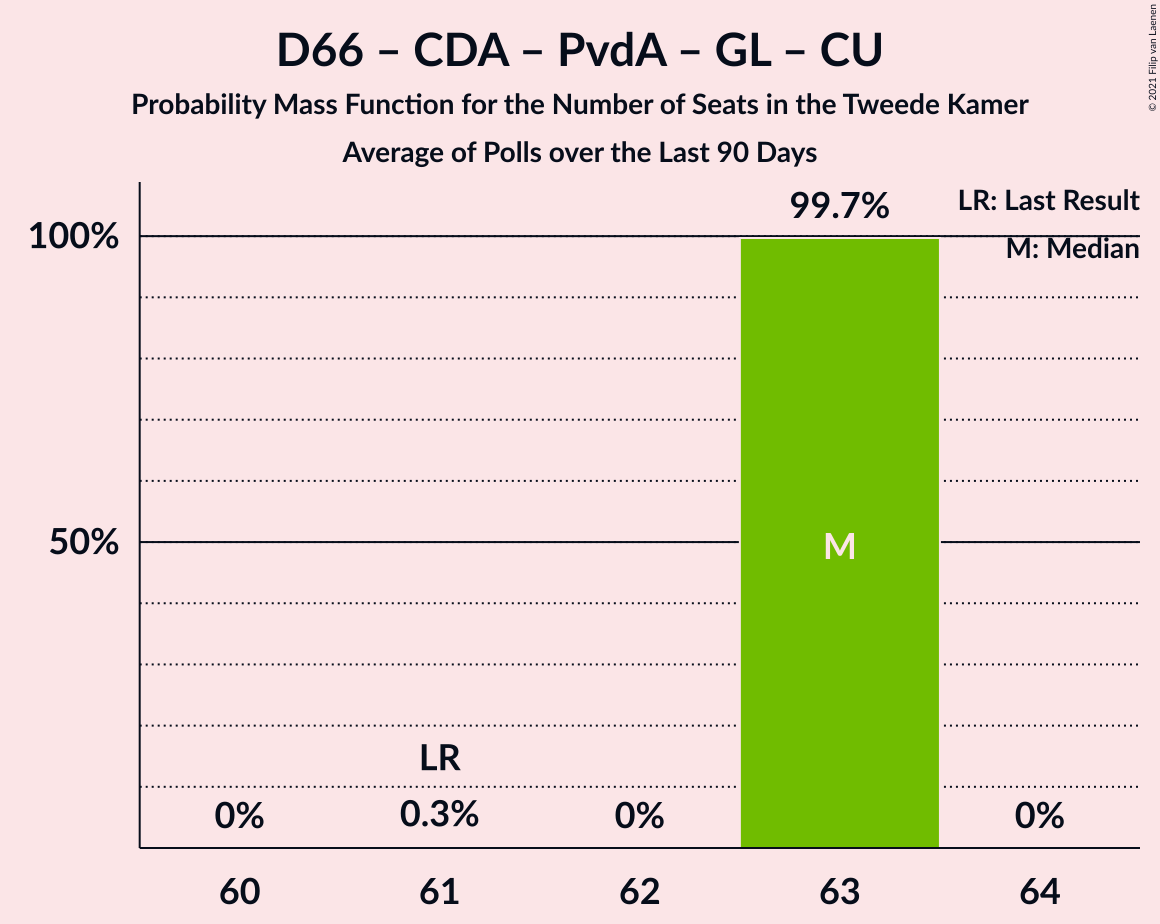 D66 – CDA – PvdA – GL – CU
Probability Mass Function for the Number of Seats in the Tweede Kamer
Average of Polls over the Last 90 Days
© 2021 Filip van Laenen
LR: Last Result
M: Median
99.7%
100%
50%
M
LR
0% 0.3% 0% 0%
60 61 62 63 64